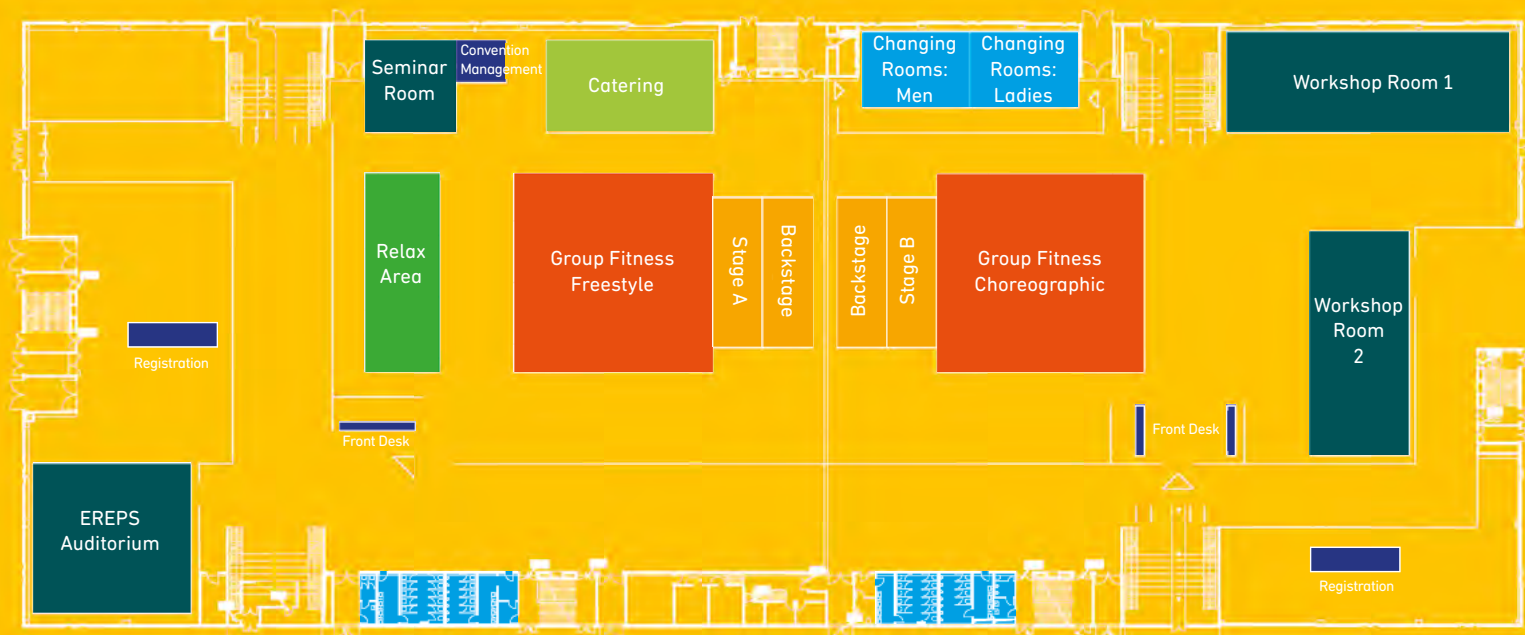 Seminar
Room
Convention
Management
Catering
Changing
Rooms:
Men
Changing
Rooms:
Ladies
Workshop Room 1
Relax
Area
Group Fitness
Freestyle
Stage A
Backstage
Backstage
Stage B
Group Fitness
Choreographic
Workshop
Room
2
Registration
Front Desk
Front Desk
EREPS
Auditorium
Registration